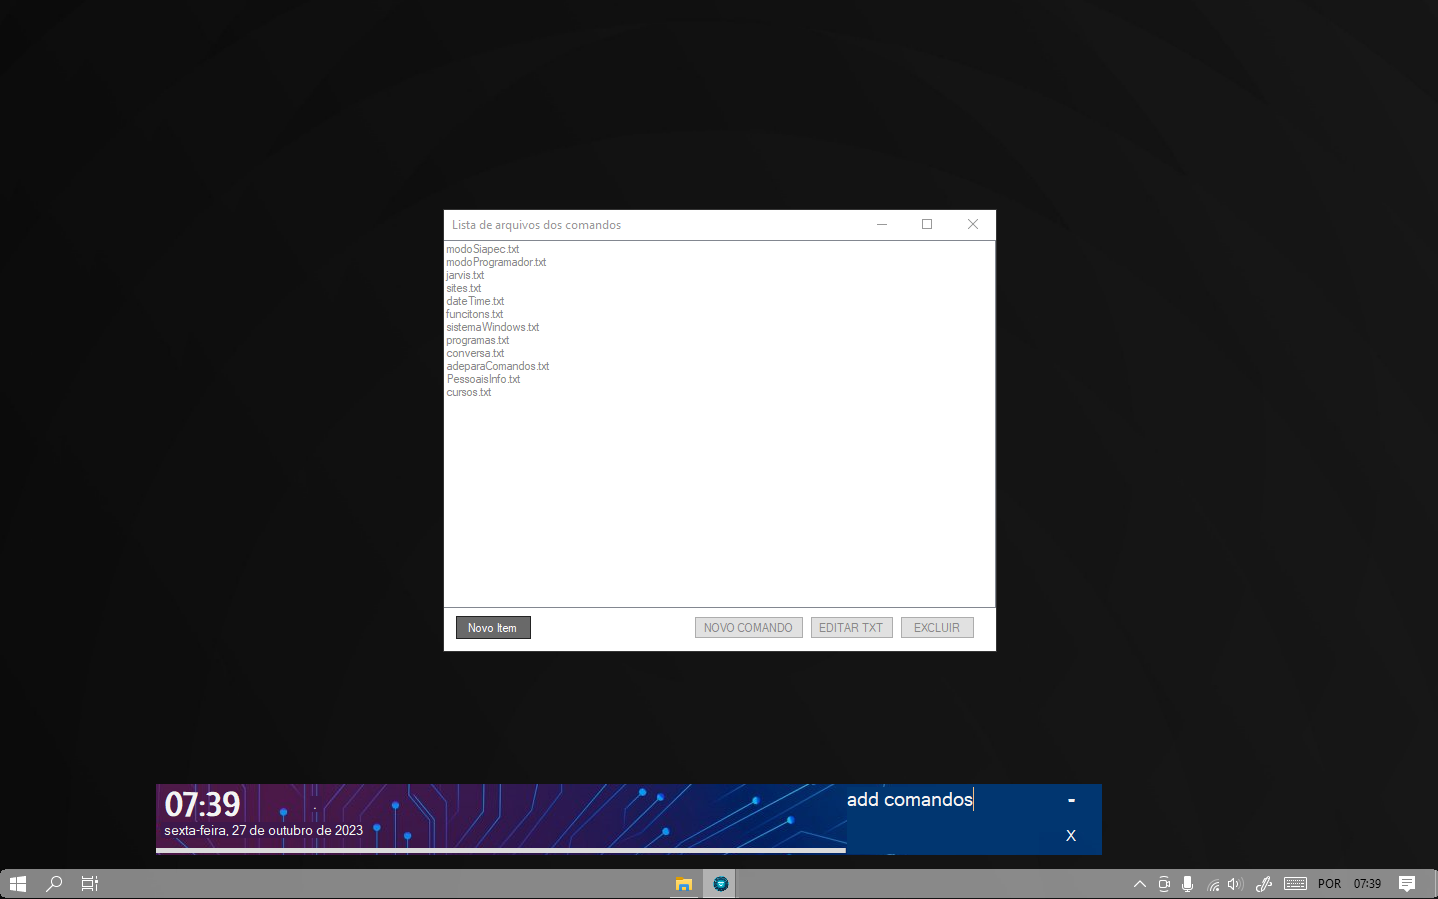 Lista de arquivos dos comandos
modoSiapec.txt
modoProgramador.txt
jarvis.txt
sites.txt
dateTime.txt
funcitons.txt
sistemaWindows.txt
programas.txt
conversa.txt
adeparaComandos.txt
PessoaisInfo.txt
cursos.txt
Novo Item
NOVO COMANDO
EDITAR TXT
EXCLUIR
07:39
sexta-feira, 27 de outubro de 2023
add comandos
-
X
POR
07:39